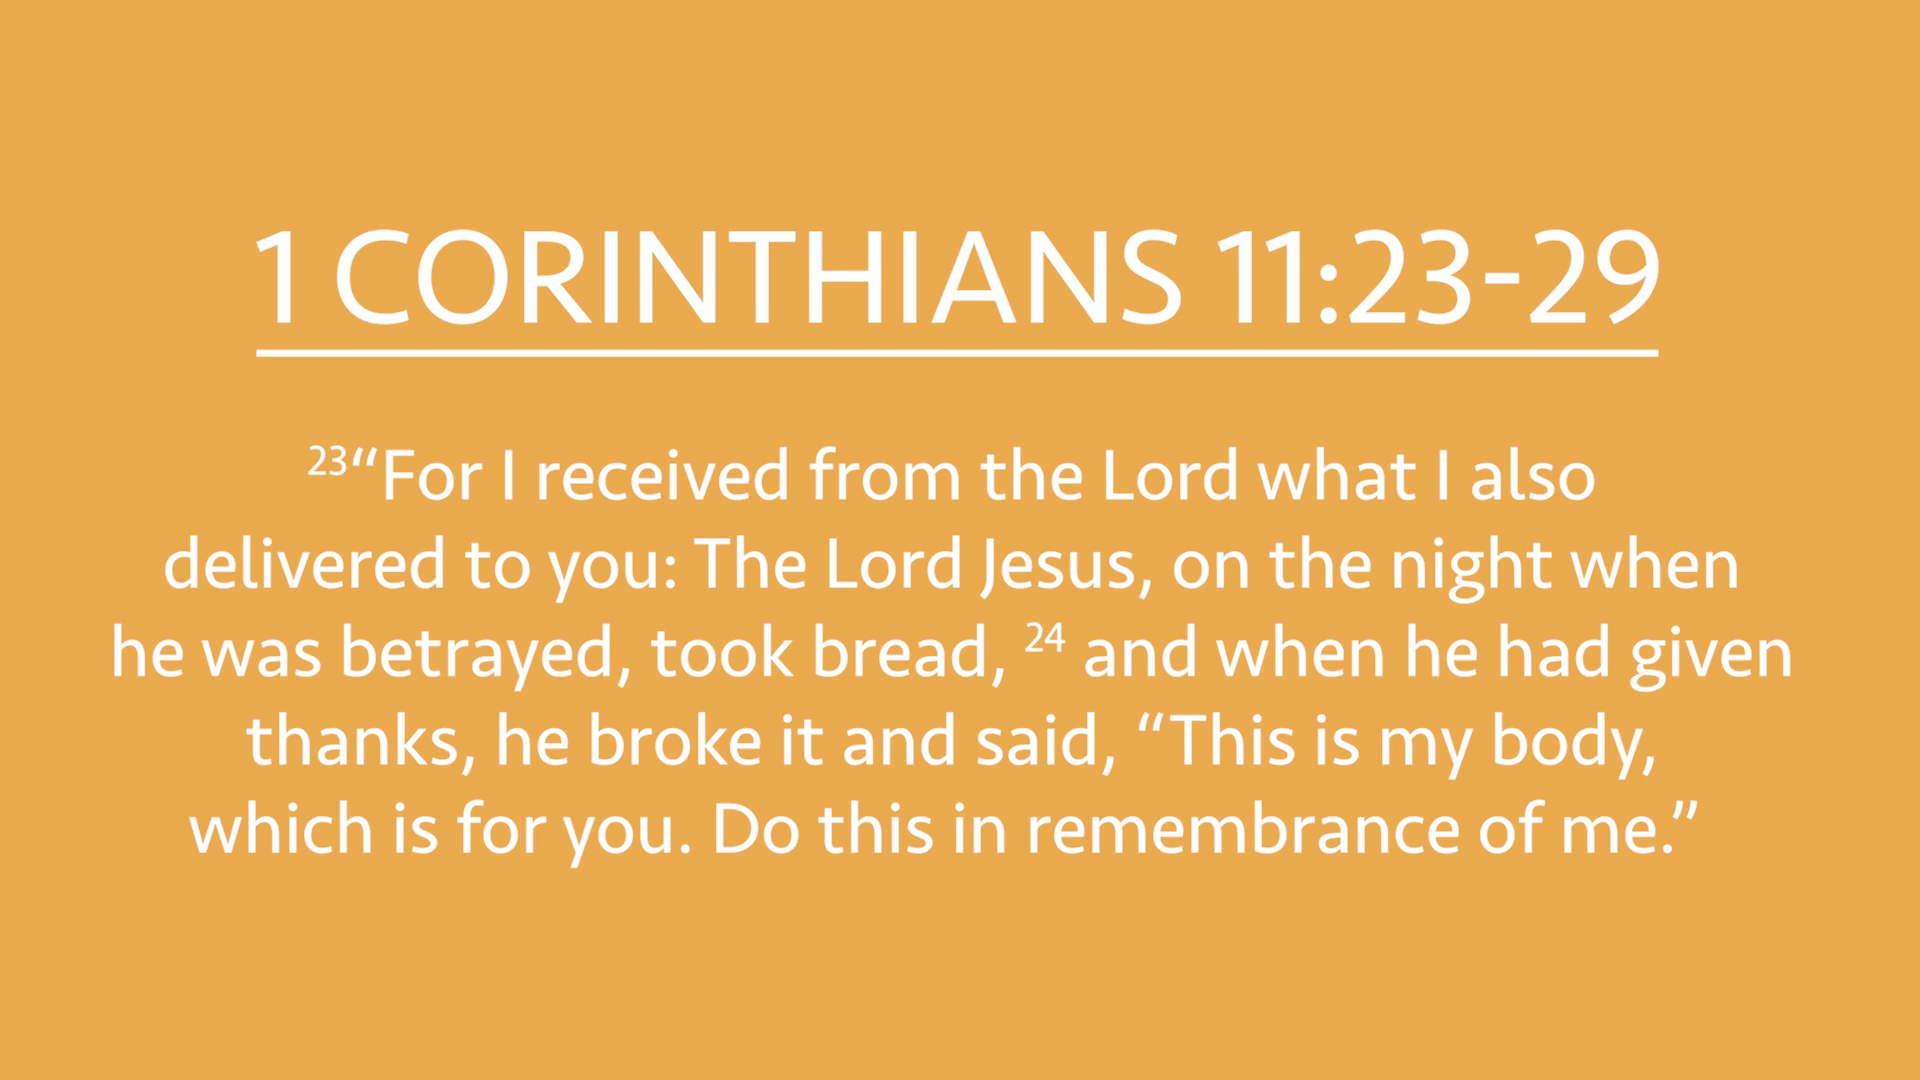 1 CORINTHIANS 11:23-29
23“For I received from the Lord what I also
delivered to you: The Lord Jesus, on the night when
he was betrayed, took bread, 24 and when he had given
thanks, he broke it and said, “This is my body,
which is for you. Do this in remembrance of me.”